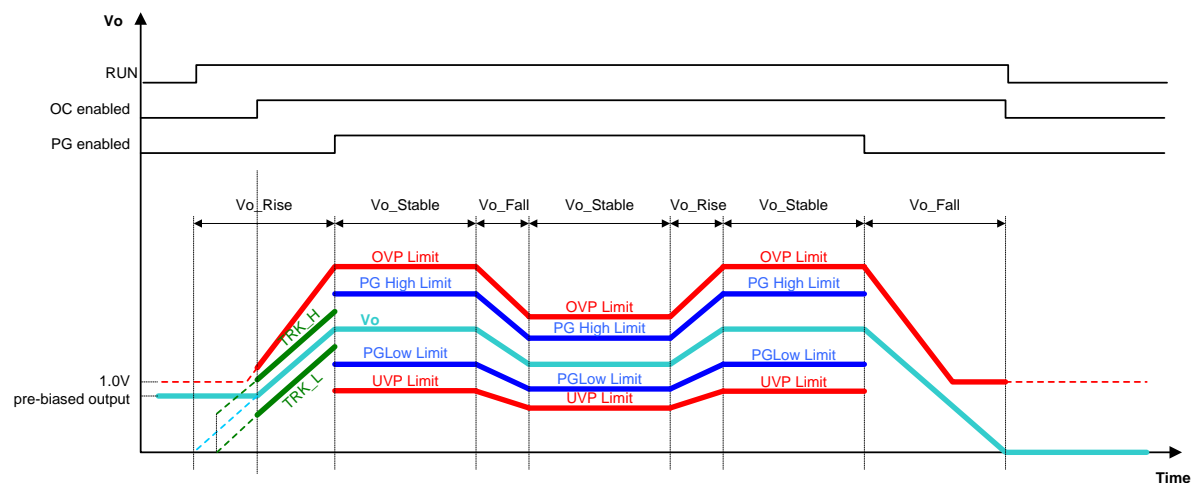 Vo
RUN
OC enabled
PG enabled
Vo_Rise Vo_Stable Vo_Fall Vo_Stable Vo_Rise Vo_Stable Vo_Fall
OVP Limit OVP Limit
PG High Limit PG High Limit
OVP Limit
TRK_H Vo PG High Limit
PGLow Limit PGLow Limit
1.0V TRK_L UVP Limit PGLow Limit UVP Limit
pre-biased output UVP Limit
Time